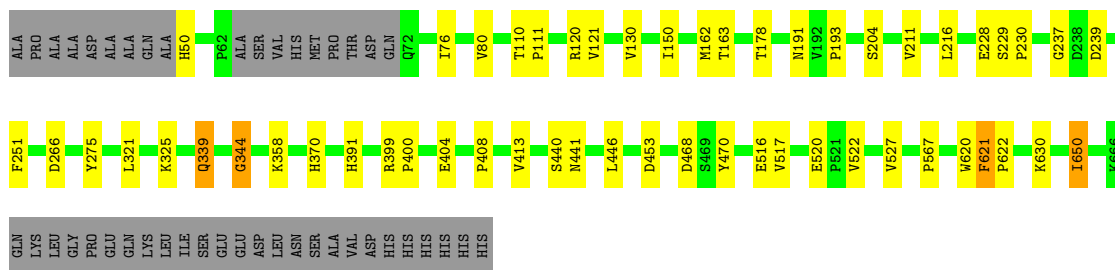 ALA PRO ALA ALA ASP ALA ALA GLN ALA H50 P62 ALA SER VAL HIS MET PRO THR ASP GLN Q72 I76 V80 T110 P111 R120 V121 V130 I150 M162 T163 T178 N191 V192 P193 S204 V211 L216 E228 S229 P230 G237 D238 D239
F251 D266 Y275 L321 K325 Q339 G344 K358 H370 H391 R399 P400 E404 P408 V413 S440 N441 L446 D453 D468 S469 Y470 E516 V517 E520 P521 V522 V527 P567 W620 F621 P622 K630 I650 K666
GLN LYS LEU GLY PRO GLU GLN LYS LEU ILE SER GLU GLU ASP LEU ASN SER ALA VAL ASP HIS HIS HIS HIS HIS HIS